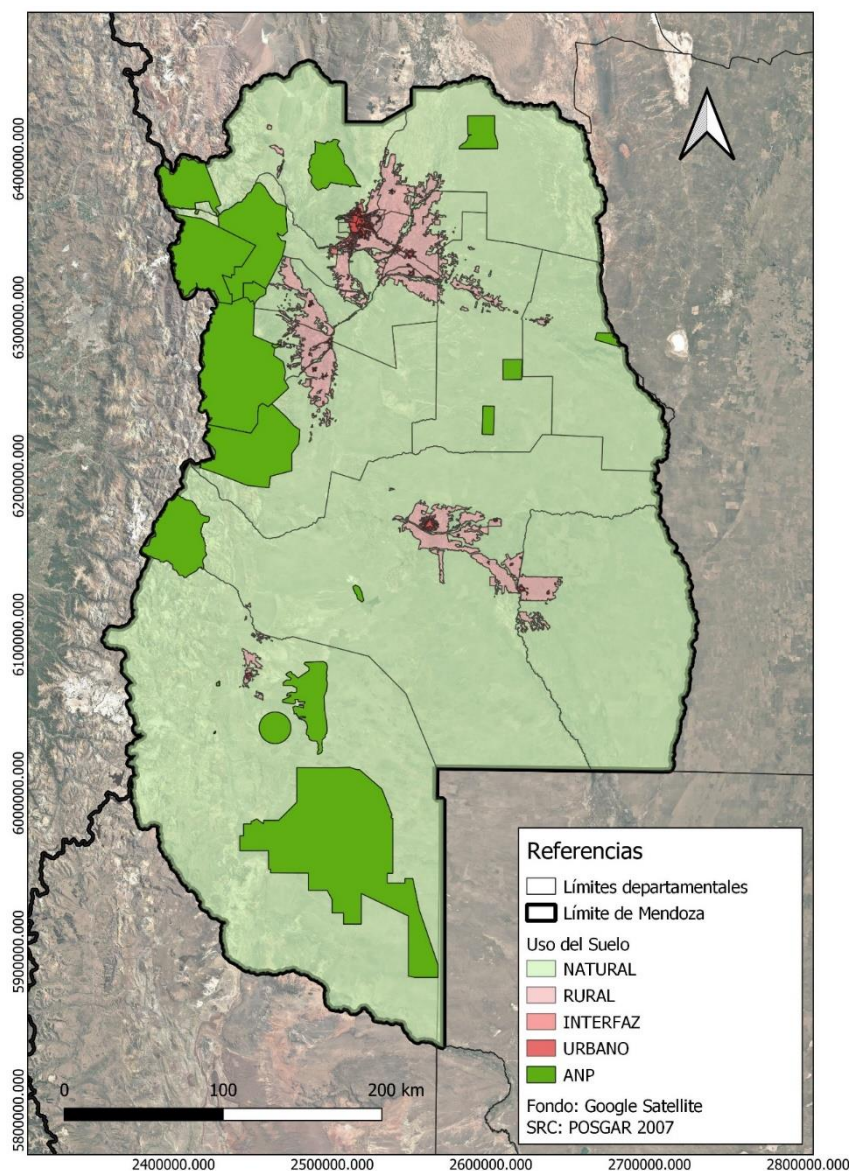 6400000.000
6300000.000
6200000.000
6100000.000
6000000.000
5900000.000
5800000.000
Referencias
Límites departamentales
Límite de Mendoza
Uso del Suelo
NATURAL
RURAL
INTERFAZ
URBANO
ANP
Fondo: Google Satellite
SRC: POSGAR 2007
0 100 200 km
2400000.000 2500000.000 2600000.000 2700000.000 2800000.000